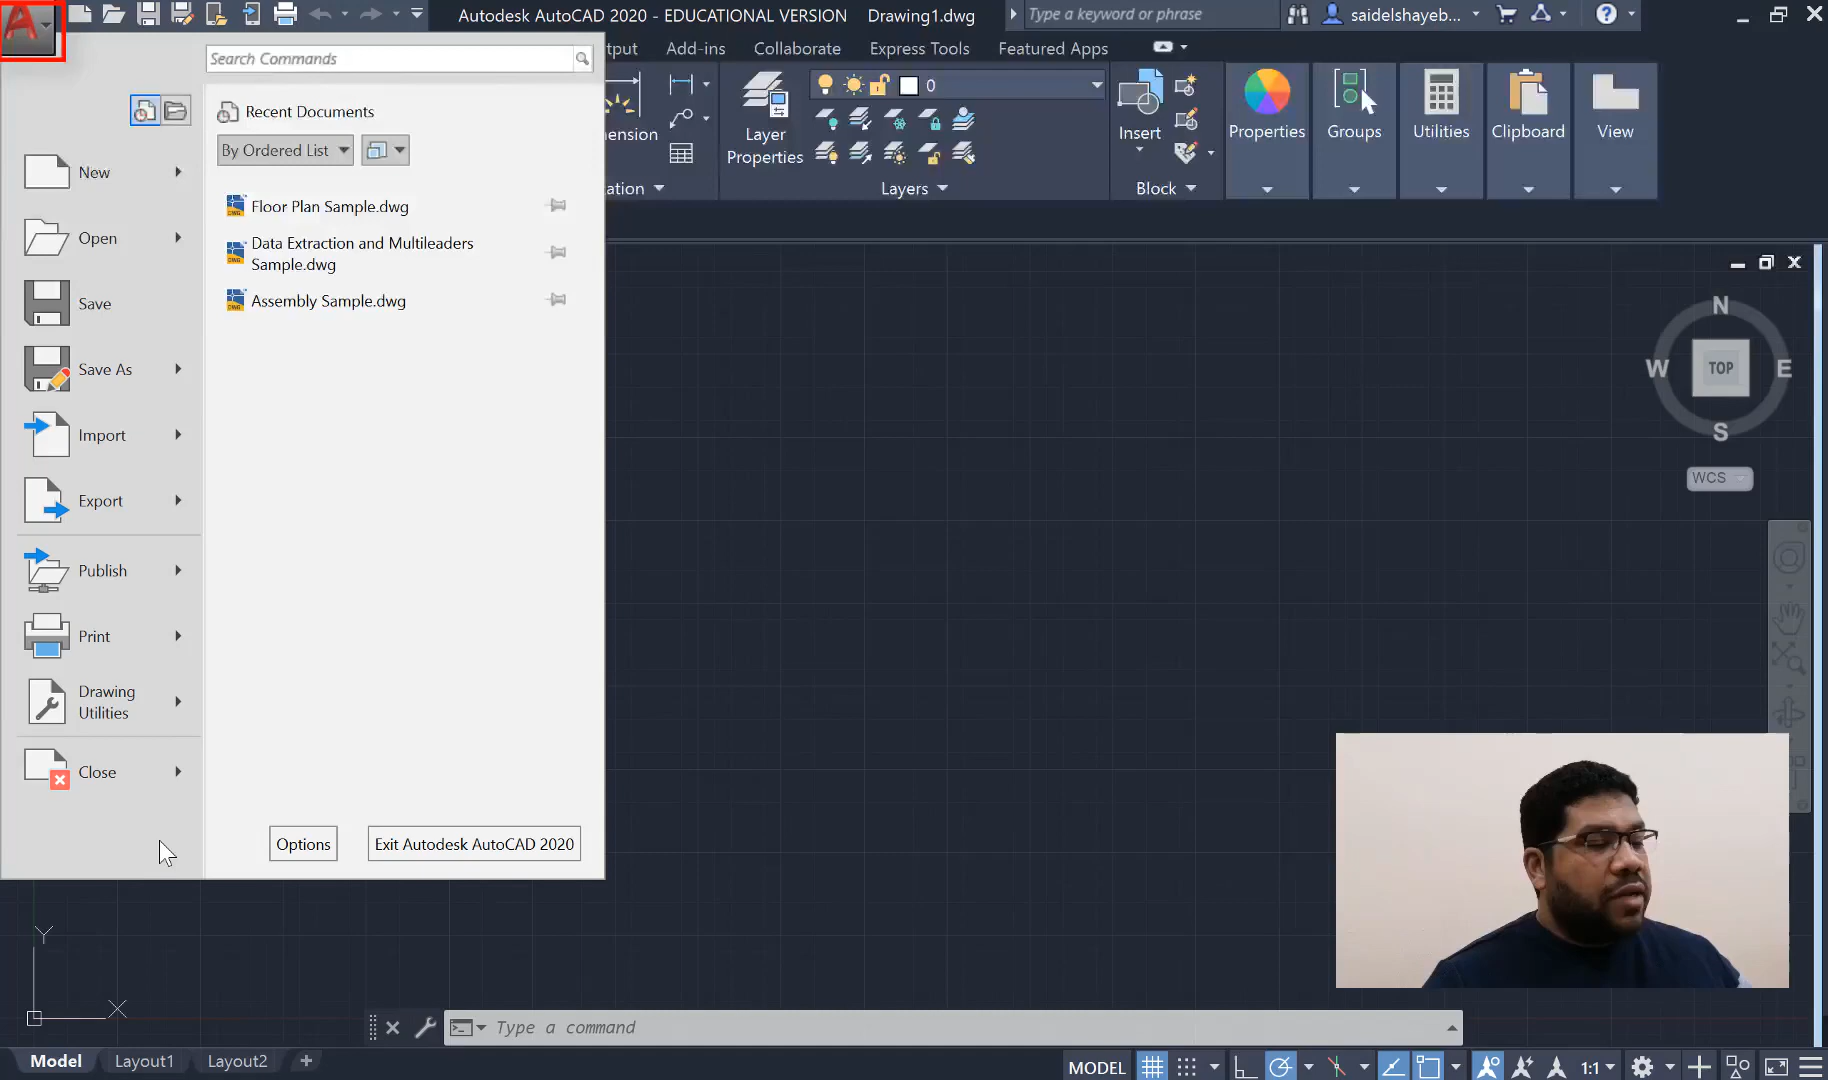 Autodesk AutoCAD 2020 - EDUCATIONAL VERSION Drawing1.dwg
Type a keyword or phrase
saidelshayeb...
Search Commands
Add-ins
Collaborate
Express Tools
Featured Apps
Recent Documents
By Ordered List
New
Open
Save
Save As
Import
Export
Publish
Print
Drawing
Utilities
Close
Floor Plan Sample.dwg
Data Extraction and Multileaders
Sample.dwg
Assembly Sample.dwg
Options
Exit Autodesk AutoCAD 2020
0
Layer
Properties
Layers
Insert
Block
Properties
Groups
Utilities
Clipboard
View
N
W
TOP
E
S
WCS
Y
X
Type a command
Model
Layout1
Layout2
MODEL
1:1